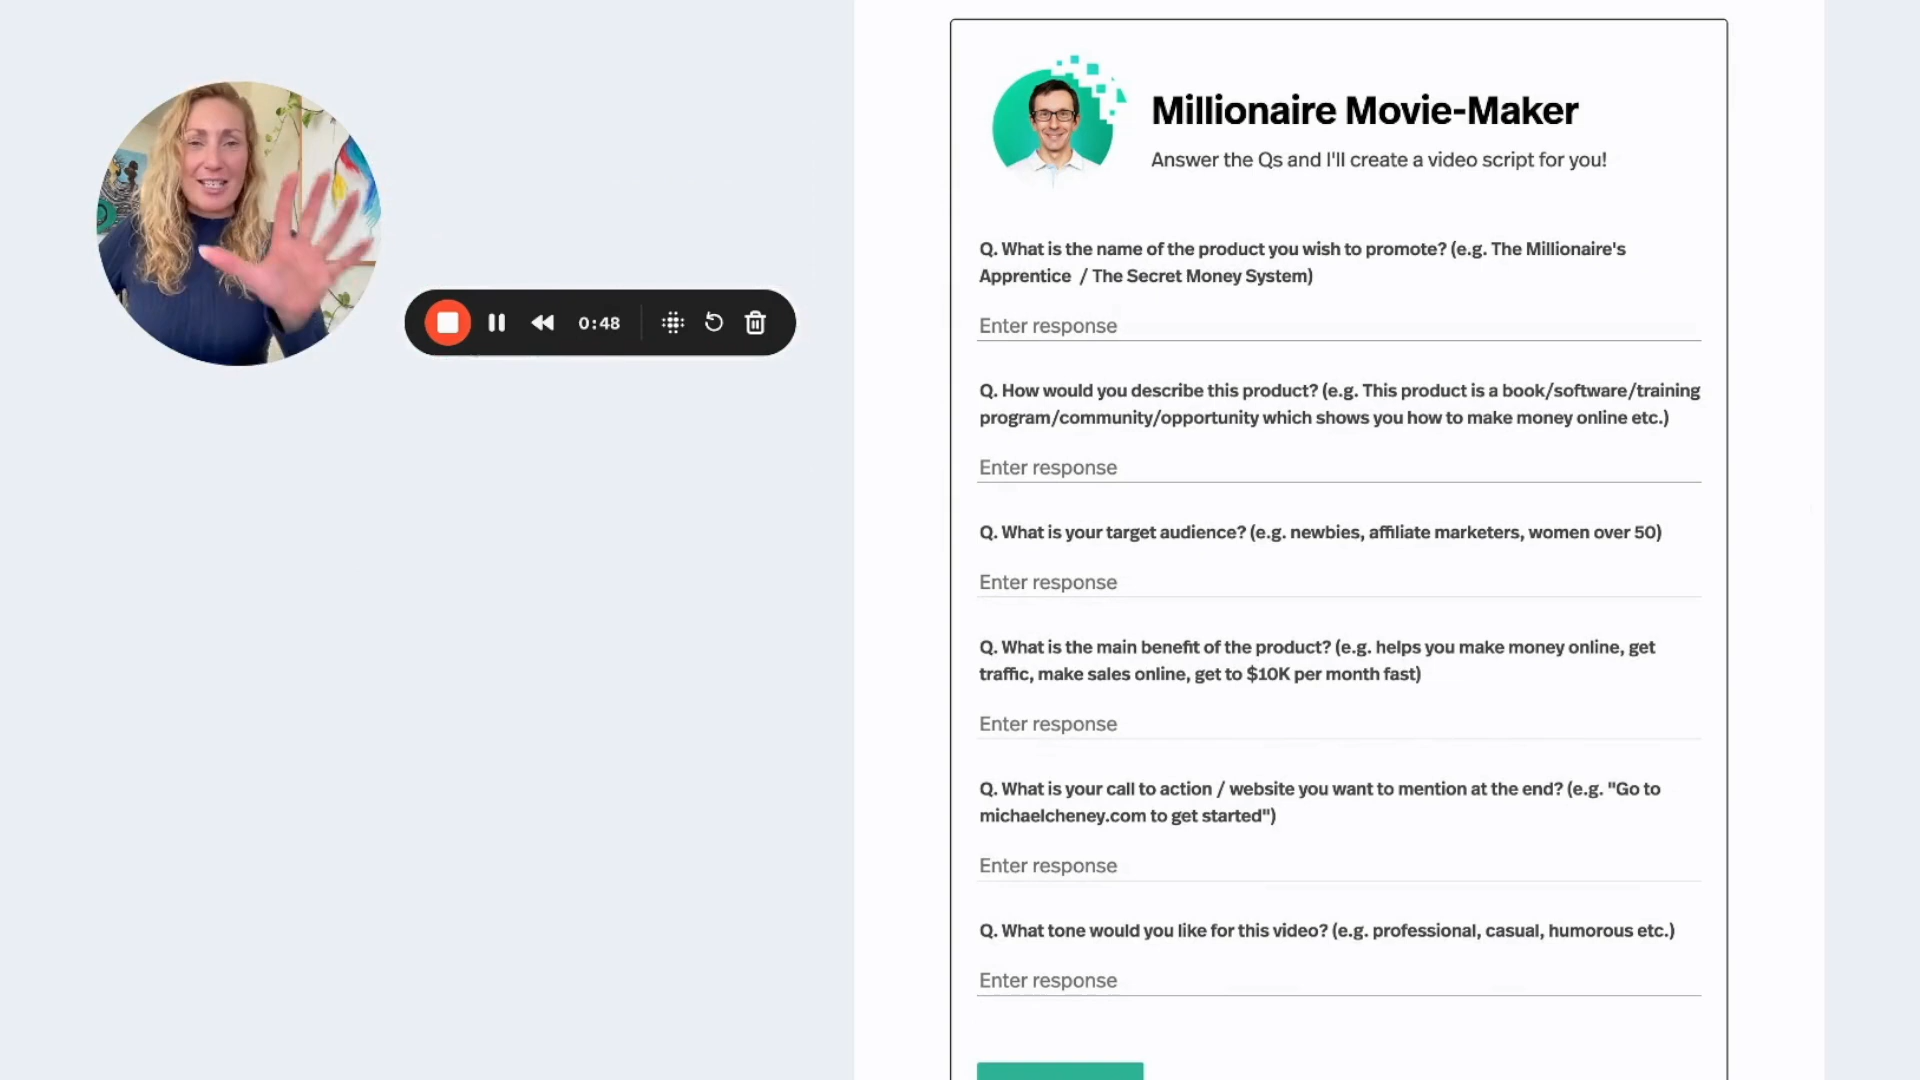 Millionaire Movie-Maker
Answer the Qs and I'll create a video script for you!
Q. What is the name of the product you wish to promote? (e.g. The Millionaire's
Apprentice / The Secret Money System)
Enter response
0:48
Q. How would you describe this product? (e.g. This product is a book/software/training
program/community/opportunity which shows you how to make money online etc.)
Enter response
Q. What is your target audience? (e.g. newbies, affiliate marketers, women over 50)
Enter response
Q. What is the main benefit of the product? (e.g. helps you make money online, get
traffic, make sales online, get to $10K per month fast)
Enter response
Q. What is your call to action / website you want to mention at the end? (e.g. "Go to
michaelcheney.com to get started")
Enter response
Q. What tone would you like for this video? (e.g. professional, casual, humorous etc.)
Enter response